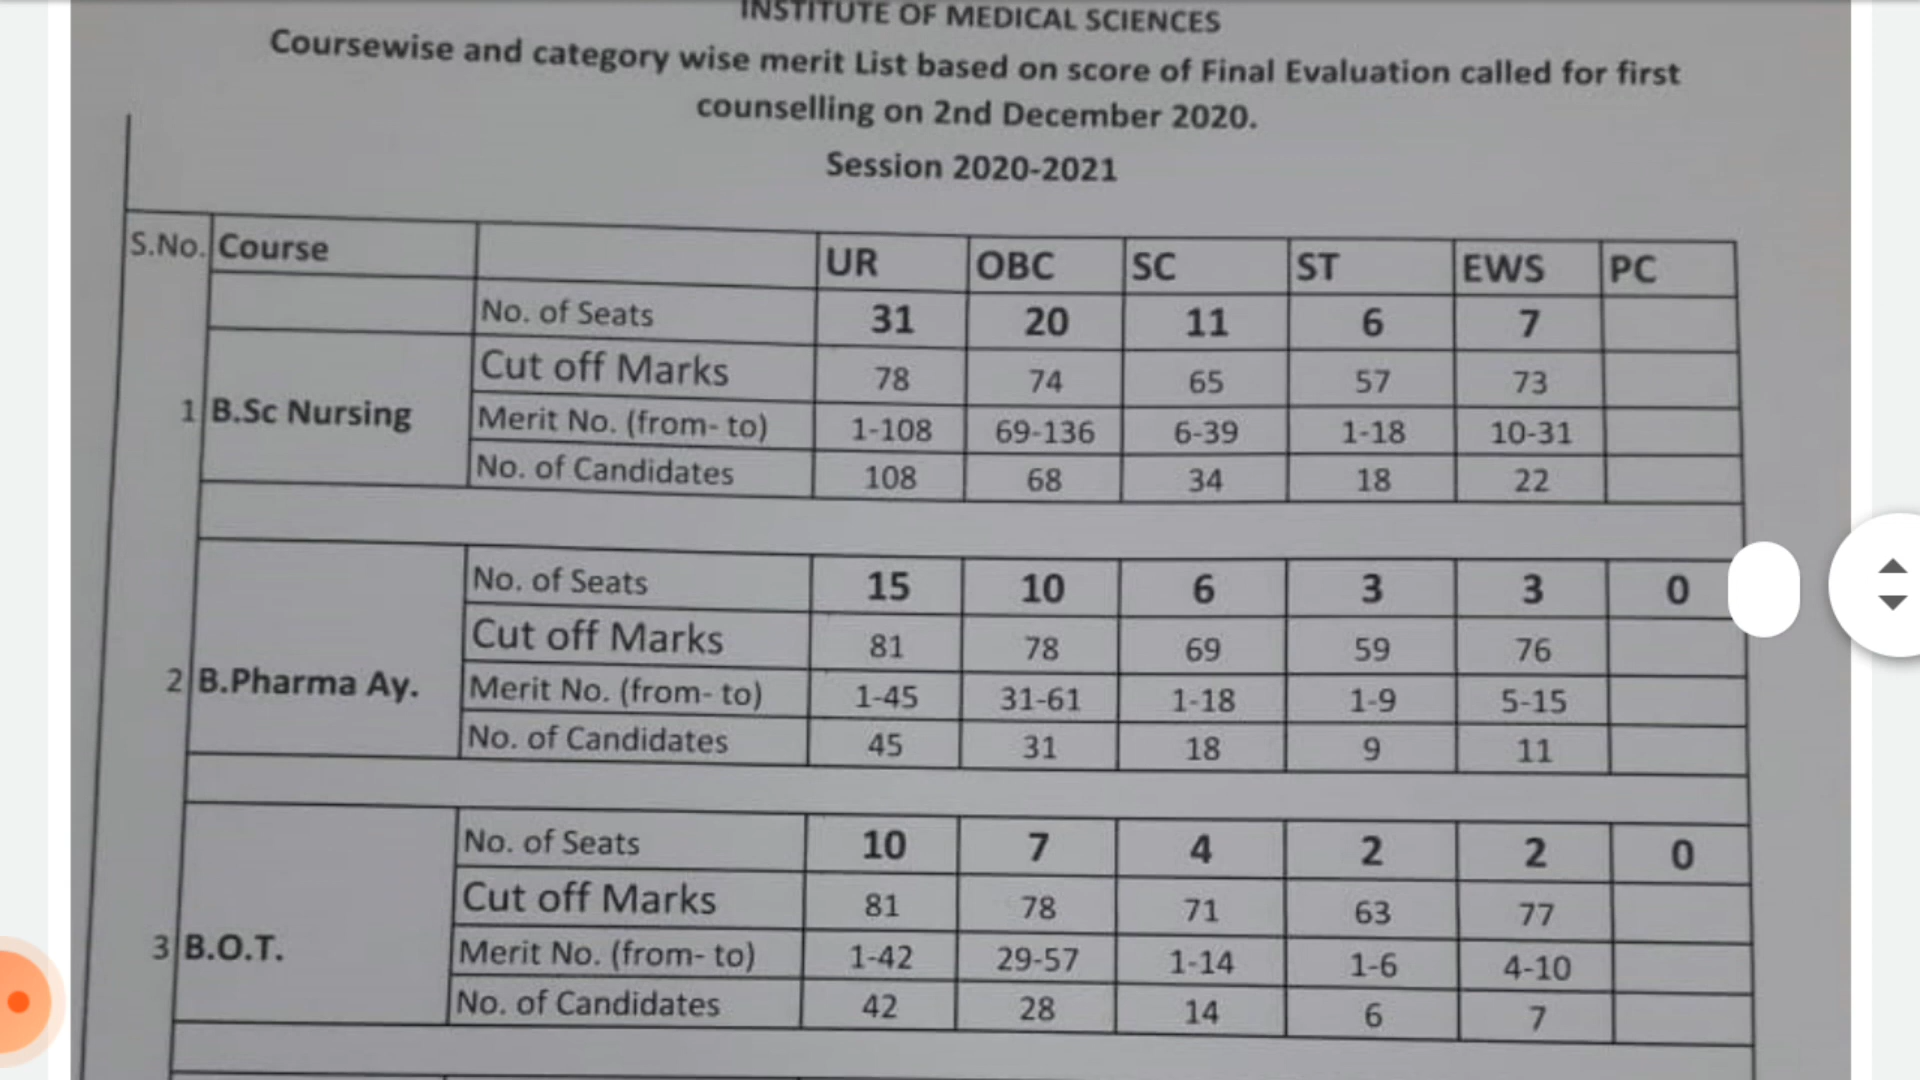 INSTITUTE OF MEDICAL SCIENCES
Coursewise and category wise merit List based on score of Final Evaluation called for first
counselling on 2nd December 2020.
Session 2020-2021
S.No. Course UR OBC SC ST EWS PC
No. of Seats 31 20 11 6 7
Cut off Marks 78 74 65 57 73
1 B.Sc Nursing Merit No. (from- to) 1-108 69-136 6-39 1-18 10-31
No. of Candidates 108 68 34 18 22
No. of Seats 15 10 6 3 3 0
Cut off Marks 81 78 69 59 76
2 B.Pharma Ay. Merit No. (from- to) 1-45 31-61 1-18 1-9 5-15
No. of Candidates 45 31 18 9 11
No. of Seats 10 7 4 2 2 0
Cut off Marks 81 78 71 63 77
3 B.O.T. Merit No. (from- to) 1-42 29-57 1-14 1-6 4-10
No. of Candidates 42 28 14 6 7